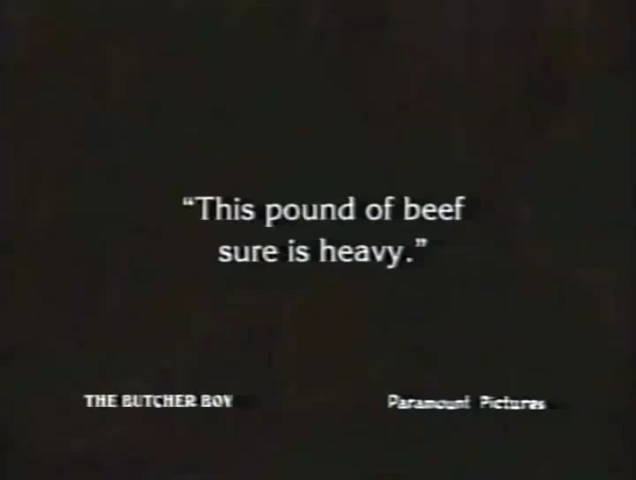 “This pound of beef
sure is heavy.”
THE BUTCHER BOY
Paramount Pictures